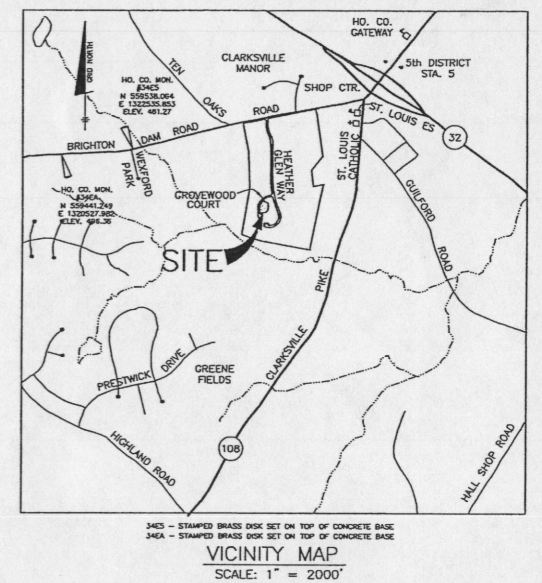 HO. CO.
GATEWAY
GRID NORTH
CLARKSVILLE
MANOR
5th DISTRICT
STA. 5
TEN
OAKS
HO. CO. MON.
#34E5
N 559538.064
E 1322535.853
ELEV. 481.27
SHOP CTR.
ROAD
ST. LOUIS ES
32
BRIGHTON DAM ROAD
WEXFORD
PARK
HEATHER
GLEN WAY
ST. LOUIS
CATHOLIC
GUILFORD
ROAD
HO. CO. MON.
#34EA
N 559441.249
E 1320527.982
ELEV. 496.36
GROVEWOOD
COURT
SITE
CLARKSVILLE PIKE
PRESTWICK DRIVE
GREENE
FIELDS
HIGHLAND ROAD
108
HALL SHOP ROAD
34E5 - STAMPED BRASS DISK SET ON TOP OF CONCRETE BASE
34EA - STAMPED BRASS DISK SET ON TOP OF CONCRETE BASE
VICINITY MAP
SCALE: 1" = 2000'